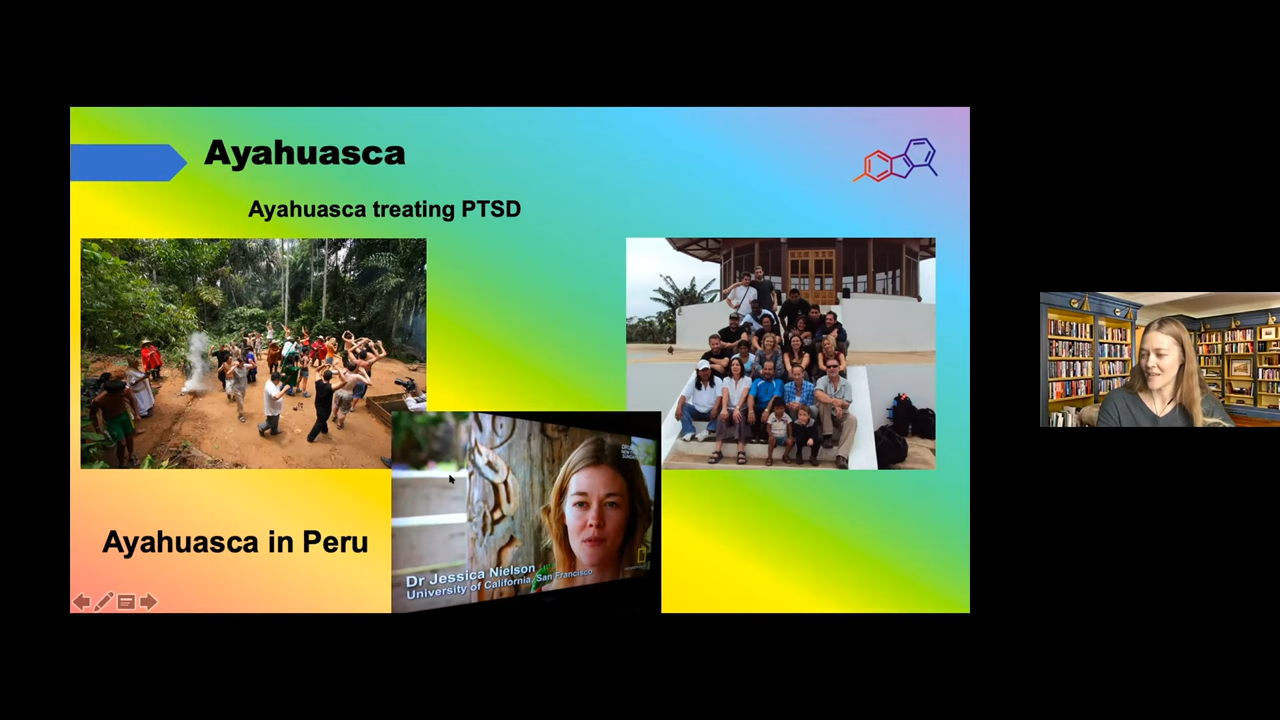 Ayahuasca
Ayahuasca treating PTSD
Ayahuasca in Peru
Dr Jessica Nielson
University of California, San Francisco